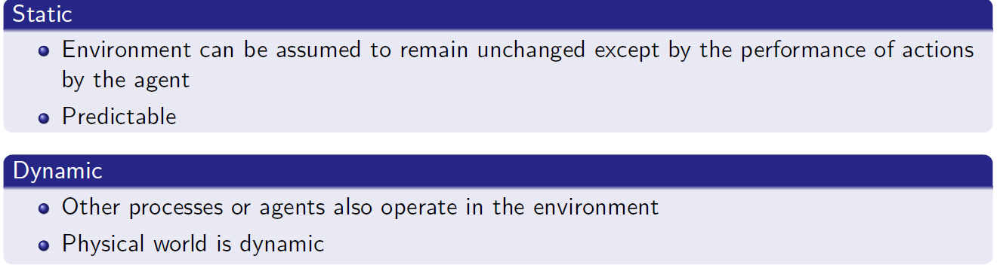 Static
Environment can be assumed to remain unchanged except by the performance of actions
by the agent
Predictable
Dynamic
Other processes or agents also operate in the environment
Physical world is dynamic